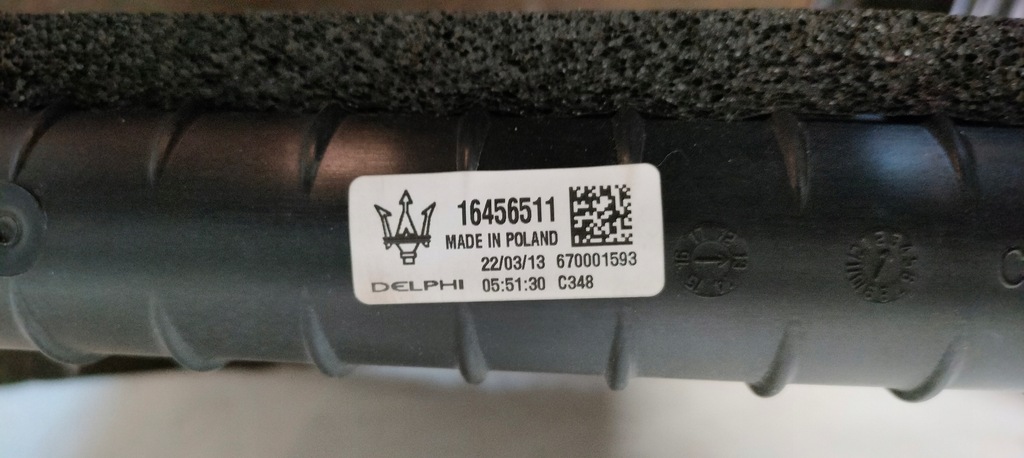 16456511
MADE IN POLAND
22/03/13 670001593
DELPHI 05:51:30 C348